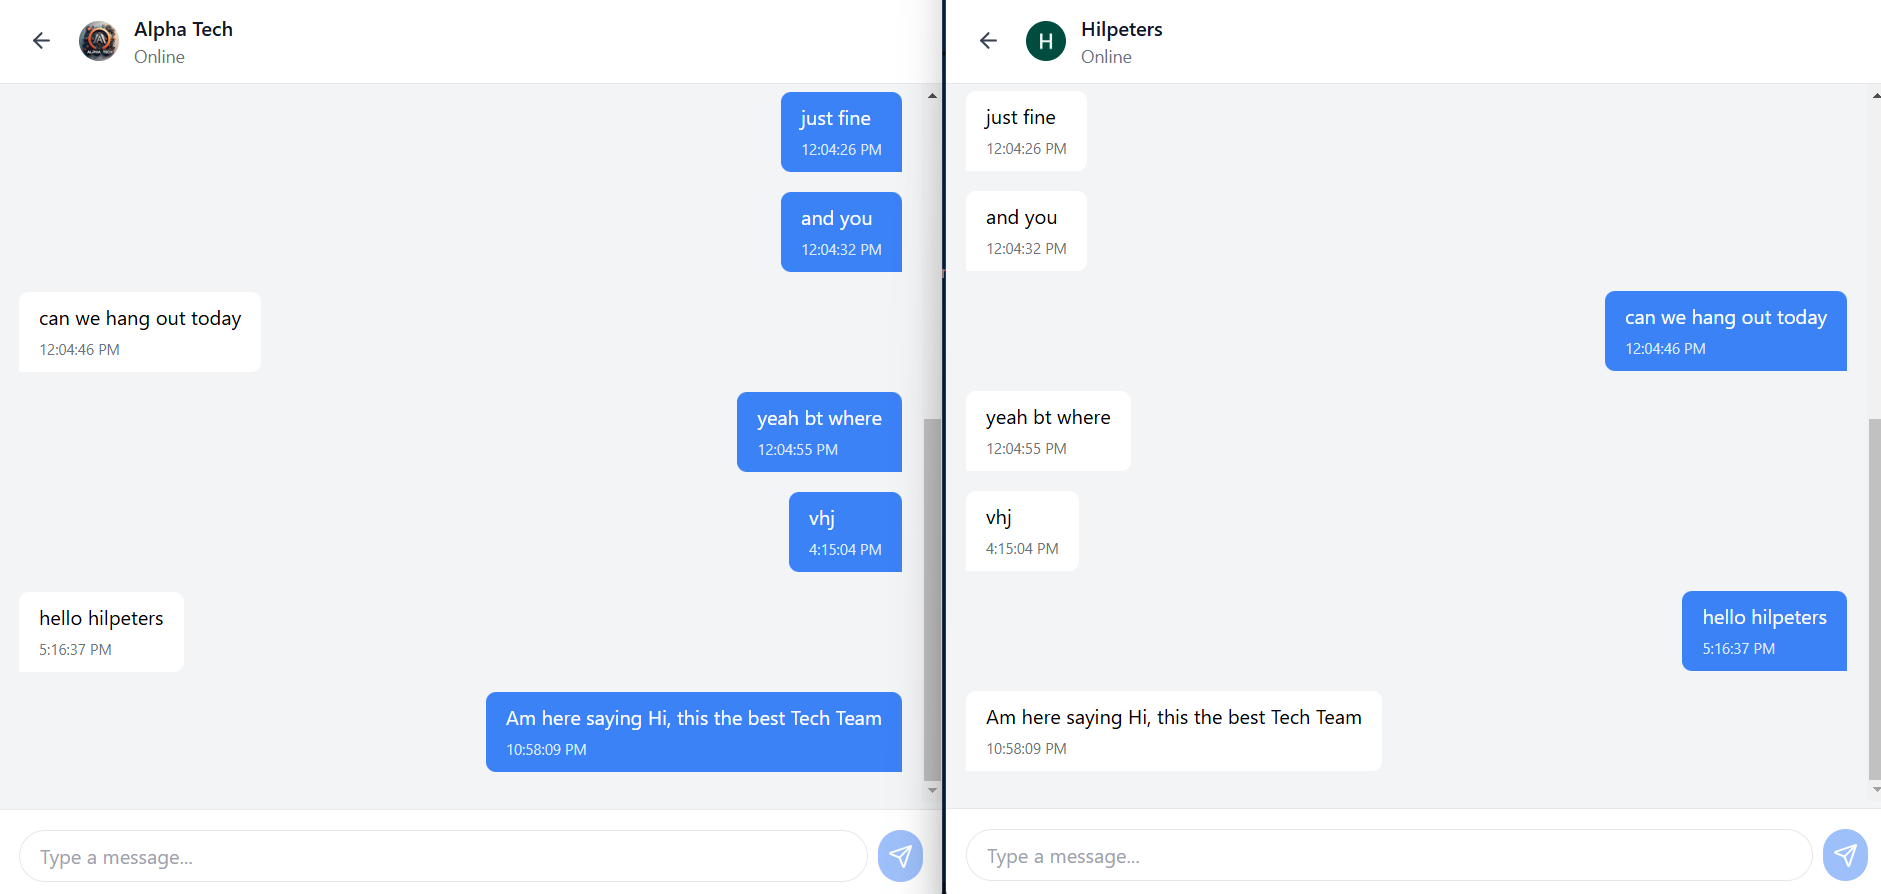 Alpha Tech
Online
just fine
12:04:26 PM
and you
12:04:32 PM
can we hang out today
12:04:46 PM
yeah bt where
12:04:55 PM
vhj
4:15:04 PM
hello hilpeters
5:16:37 PM
Am here saying Hi, this the best Tech Team
10:58:09 PM
Type a message...
H
Hilpeters
Online
just fine
12:04:26 PM
and you
12:04:32 PM
can we hang out today
12:04:46 PM
yeah bt where
12:04:55 PM
vhj
4:15:04 PM
hello hilpeters
5:16:37 PM
Am here saying Hi, this the best Tech Team
10:58:09 PM
Type a message...